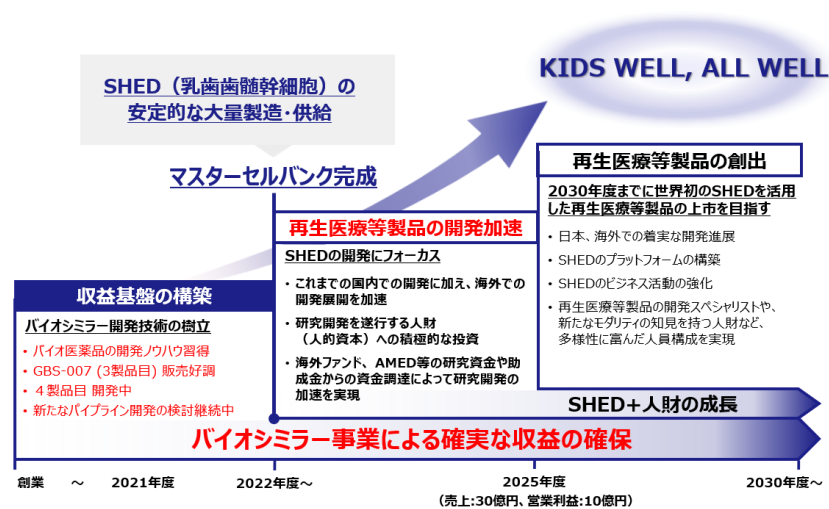 KIDS WELL, ALL WELL
SHED（乳歯歯髄幹細胞）の
安定的な大量製造・供給
マスターセルバンク完成
再生医療等製品の創出
2030年度までに世界初のSHEDを活用
した再生医療等製品の上市を目指す
・日本、海外での着実な開発進展
・SHEDのプラットフォームの構築
・SHEDのビジネス活動の強化
・再生医療等製品の開発スペシャリストや、
新たなモダリティの知見を持つ人財など、
多様性に富んだ人員構成を実現
再生医療等製品の開発加速
SHEDの開発にフォーカス
・これまでの国内での開発に加え、海外での
開発展開を加速
・研究開発を遂行する人財
（人的資本）への積極的な投資
・海外ファンド、AMED等の研究資金や助
成金からの資金調達によって研究開発の
加速を実現
収益基盤の構築
バイオシミラー開発技術の樹立
・バイオ医薬品の開発ノウハウ習得
・GBS-007 (3製品目) 販売好調
・４製品目 開発中
・新たなパイプライン開発の検討継続中
SHED+人財の成長
バイオシミラー事業による確実な収益の確保
創業 ～ 2021年度 2022年度～ 2025年度 2030年度～
（売上:30億円、営業利益:10億円）